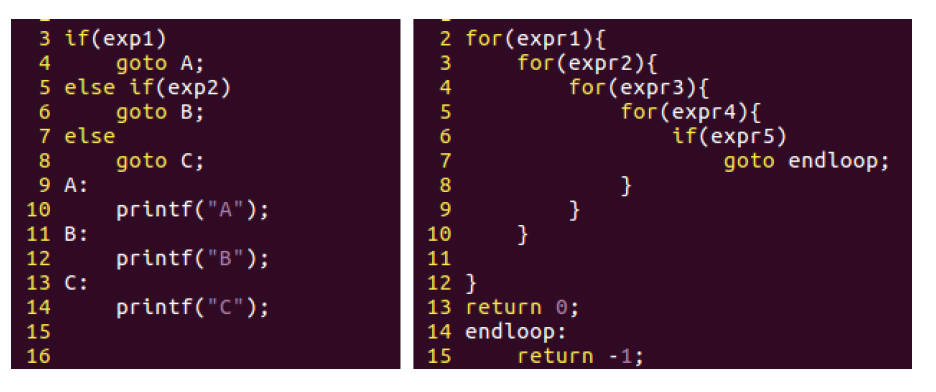 3 if(exp1)
4     goto A;
5 else if(exp2)
6     goto B;
7 else
8     goto C;
9 A:
10     printf("A");
11 B:
12     printf("B");
13 C:
14     printf("C");
15
16
2 for(expr1){
3     for(expr2){
4         for(expr3){
5             for(expr4){
6                 if(expr5)
7                     goto endloop;
8             }
9         }
10     }
11
12 }
13 return 0;
14 endloop:
15     return -1;